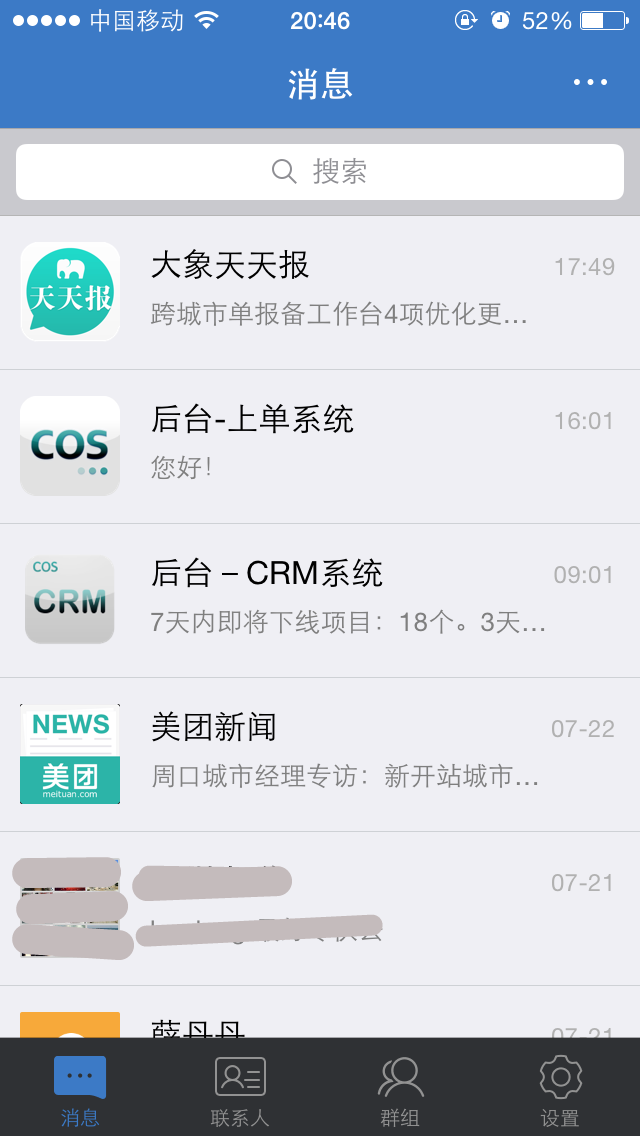 中国移动 20:46 52%
消息
搜索
天天报
大象天天报 17:49
跨城市单报备工作台4项优化更…
COS
后台-上单系统 16:01
您好！
COS
CRM
后台－CRM系统 09:01
7天内即将下线项目：18个。3天…
NEWS
美团
meituan.com
美团新闻 07-22
周口城市经理专访：新开站城市…
07-21
薛丹丹 07-21
消息 联系人 群组 设置